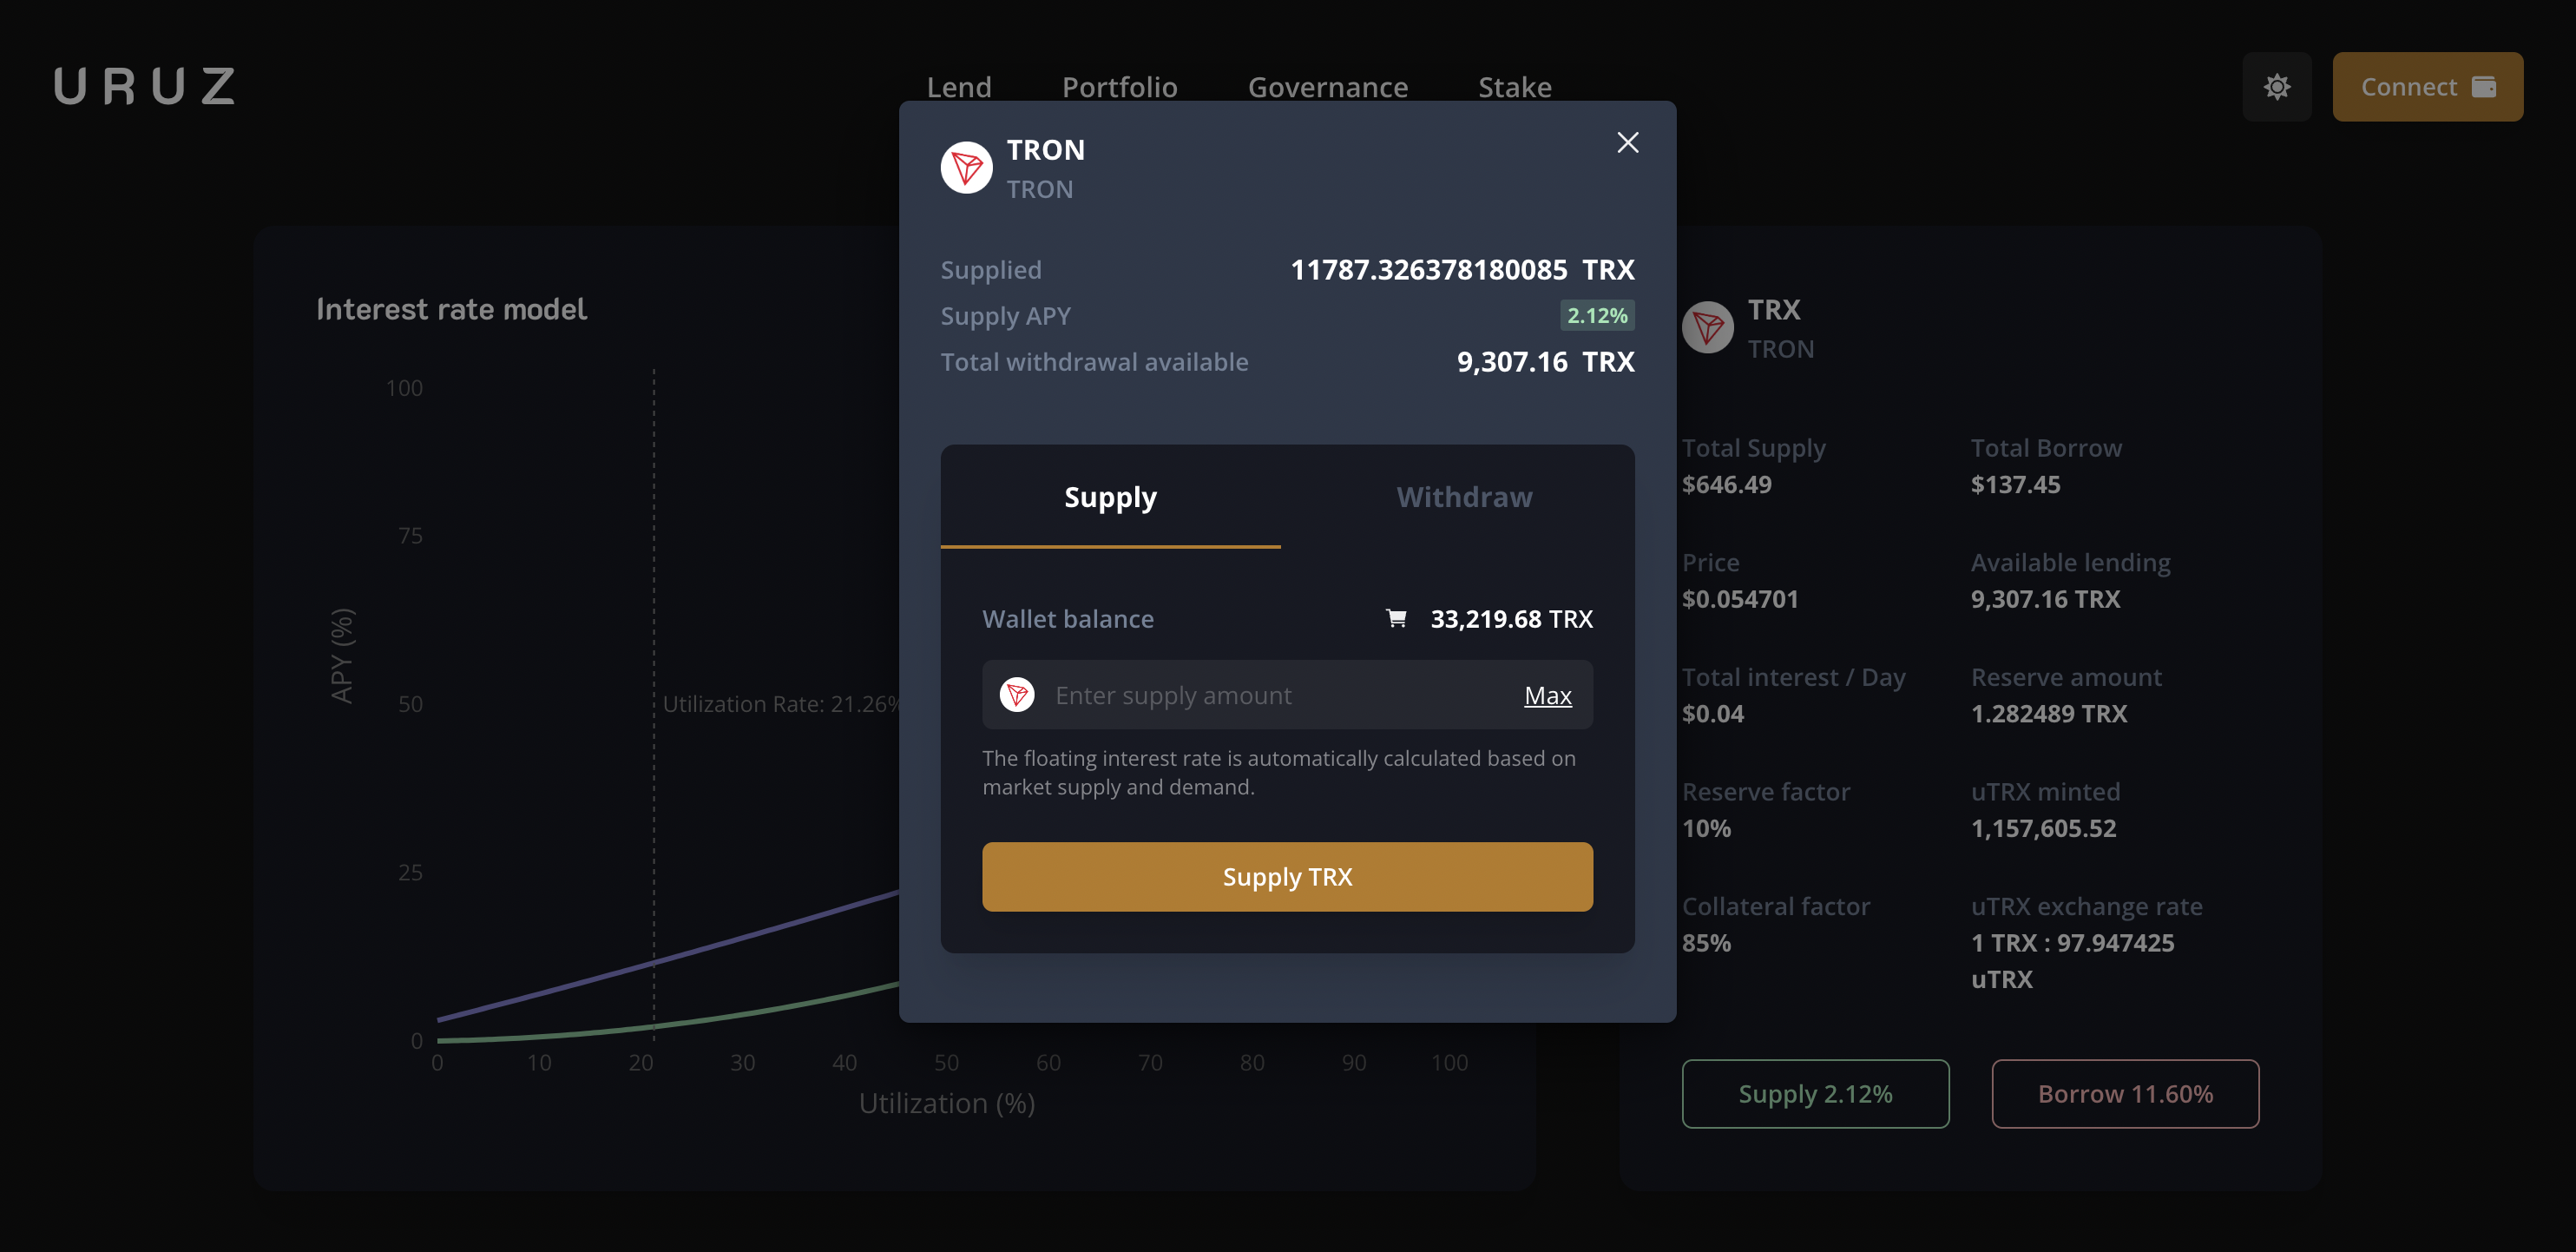 URUZ
Lend Portfolio Governance Stake
Connect
TRON
TRON
Supplied 11787.326378180085 TRX
Supply APY 2.12%
Total withdrawal available 9,307.16 TRX
Supply Withdraw
Wallet balance 33,219.68 TRX
Enter supply amount Max
The floating interest rate is automatically calculated based on
market supply and demand.
Supply TRX
Interest rate model
100
75
50
25
0
APY (%)
Utilization Rate: 21.26%
0 10 20 30 40 50 60 70 80 90 100
Utilization (%)
TRX
TRON
Total Supply Total Borrow
$646.49 $137.45
Price Available lending
$0.054701 9,307.16 TRX
Total interest / Day Reserve amount
$0.04 1.282489 TRX
Reserve factor uTRX minted
10% 1,157,605.52
Collateral factor uTRX exchange rate
85% 1 TRX : 97.947425
uTRX
Supply 2.12% Borrow 11.60%